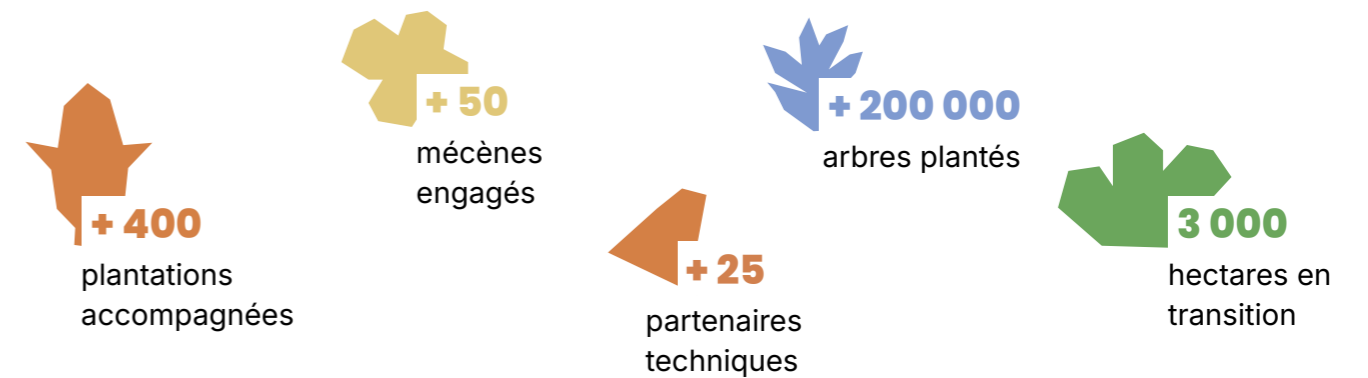 + 400
plantations
accompagnées
+ 50
mécènes
engagés
+ 25
partenaires
techniques
+ 200 000
arbres plantés
3 000
hectares en
transition